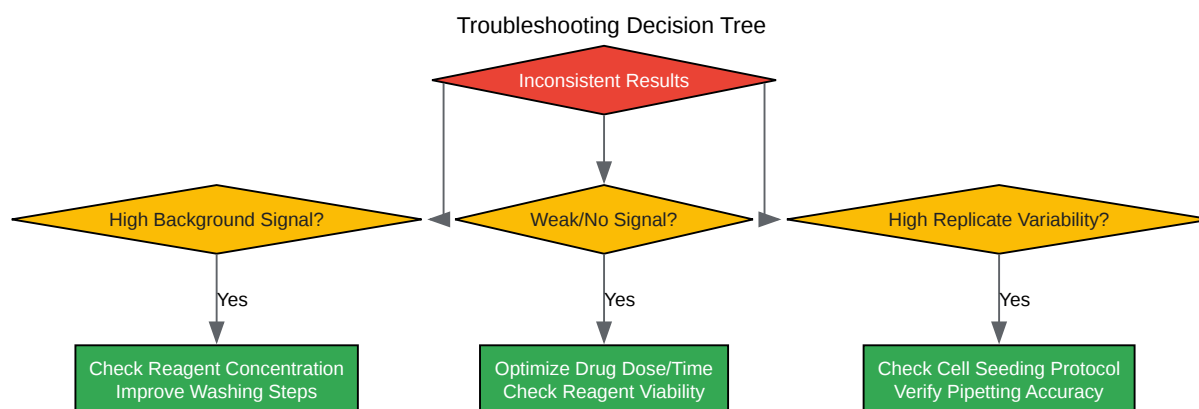 Troubleshooting Decision Tree
Inconsistent Results
High Background Signal?
Weak/No Signal?
High Replicate Variability?
Yes
Yes
Yes
Check Reagent Concentration
Improve Washing Steps
Optimize Drug Dose/Time
Check Reagent Viability
Check Cell Seeding Protocol
Verify Pipetting Accuracy